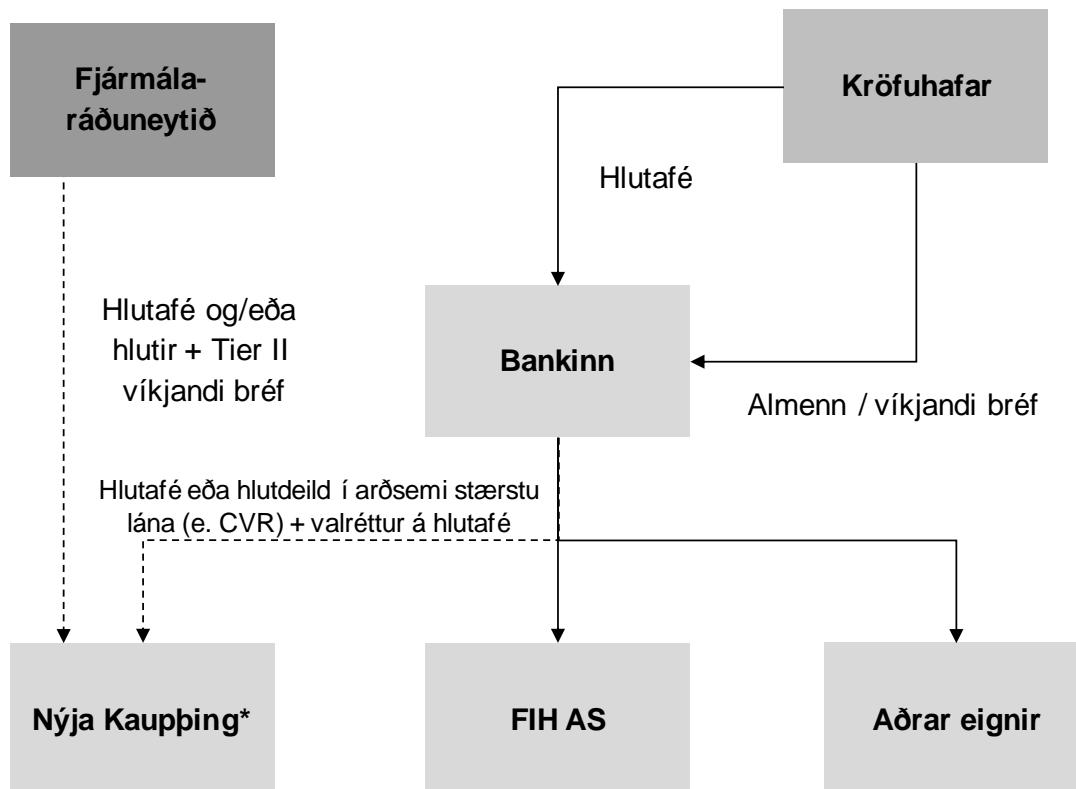 Fjármála-
ráðuneytið
Kröfuhafar
Hlutafé
Hlutafé og/eða
hlutir + Tier II
víkjandi bréf
Bankinn
Almenn / víkjandi bréf
Hlutafé eða hlutdeild í arðsemi stærstu
lána (e. CVR) + valréttur á hlutafé
Nýja Kaupþing*
FIH AS
Aðrar eignir